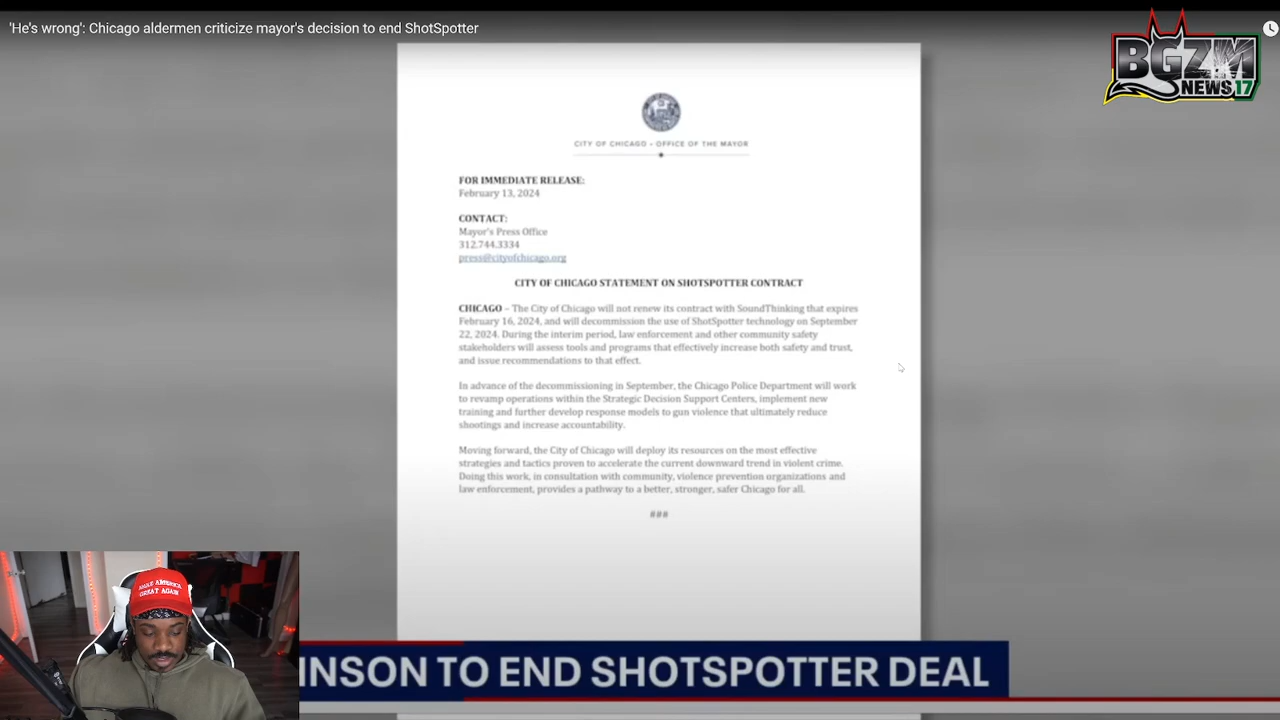 'He's wrong': Chicago aldermen criticize mayor's decision to end ShotSpotter
BGZM
NEWS 17
CITY OF CHICAGO - OFFICE OF THE MAYOR
FOR IMMEDIATE RELEASE:
February 13, 2024
CONTACT:
Mayor's Press Office
312.744.3334
press@cityofchicago.org
CITY OF CHICAGO STATEMENT ON SHOTSPOTTER CONTRACT
CHICAGO – The City of Chicago will not renew its contract with SoundThinking that expires
February 16, 2024, and will decommission the use of ShotSpotter technology on September
22, 2024. During the interim period, law enforcement and other community safety
stakeholders will assess tools and programs that effectively increase both safety and trust,
and issue recommendations to that effect.
In advance of the decommissioning in September, the Chicago Police Department will work
to revamp operations within the Strategic Decision Support Centers, implement new
training and further develop response models to gun violence that ultimately reduce
shootings and increase accountability.
Moving forward, the City of Chicago will deploy its resources on the most effective
strategies and tactics proven to accelerate the current downward trend in violent crime.
Doing this work, in consultation with community, violence prevention organizations and
law enforcement, provides a pathway to a better, stronger, safer Chicago for all.
###
MAKE AMERICA
GREAT AGAIN
INSON TO END SHOTSPOTTER DEAL